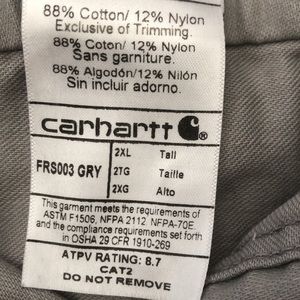 88% Cotton/ 12% Nylon
Exclusive of Trimming.
88% Coton/ 12% Nylon
Sans garniture.
88% Algodón/12% Nilón
Sin incluir adorno.
carhartt
FRS003 GRY
2XL Tall
2TG Taille
2XG Alto
This garment meets the requirements of
ASTM F1506, NFPA 2112, NFPA-70E
and the compliance requirements set forth
in OSHA 29 CFR 1910-269
ATPV RATING: 8.7
CAT2
DO NOT REMOVE